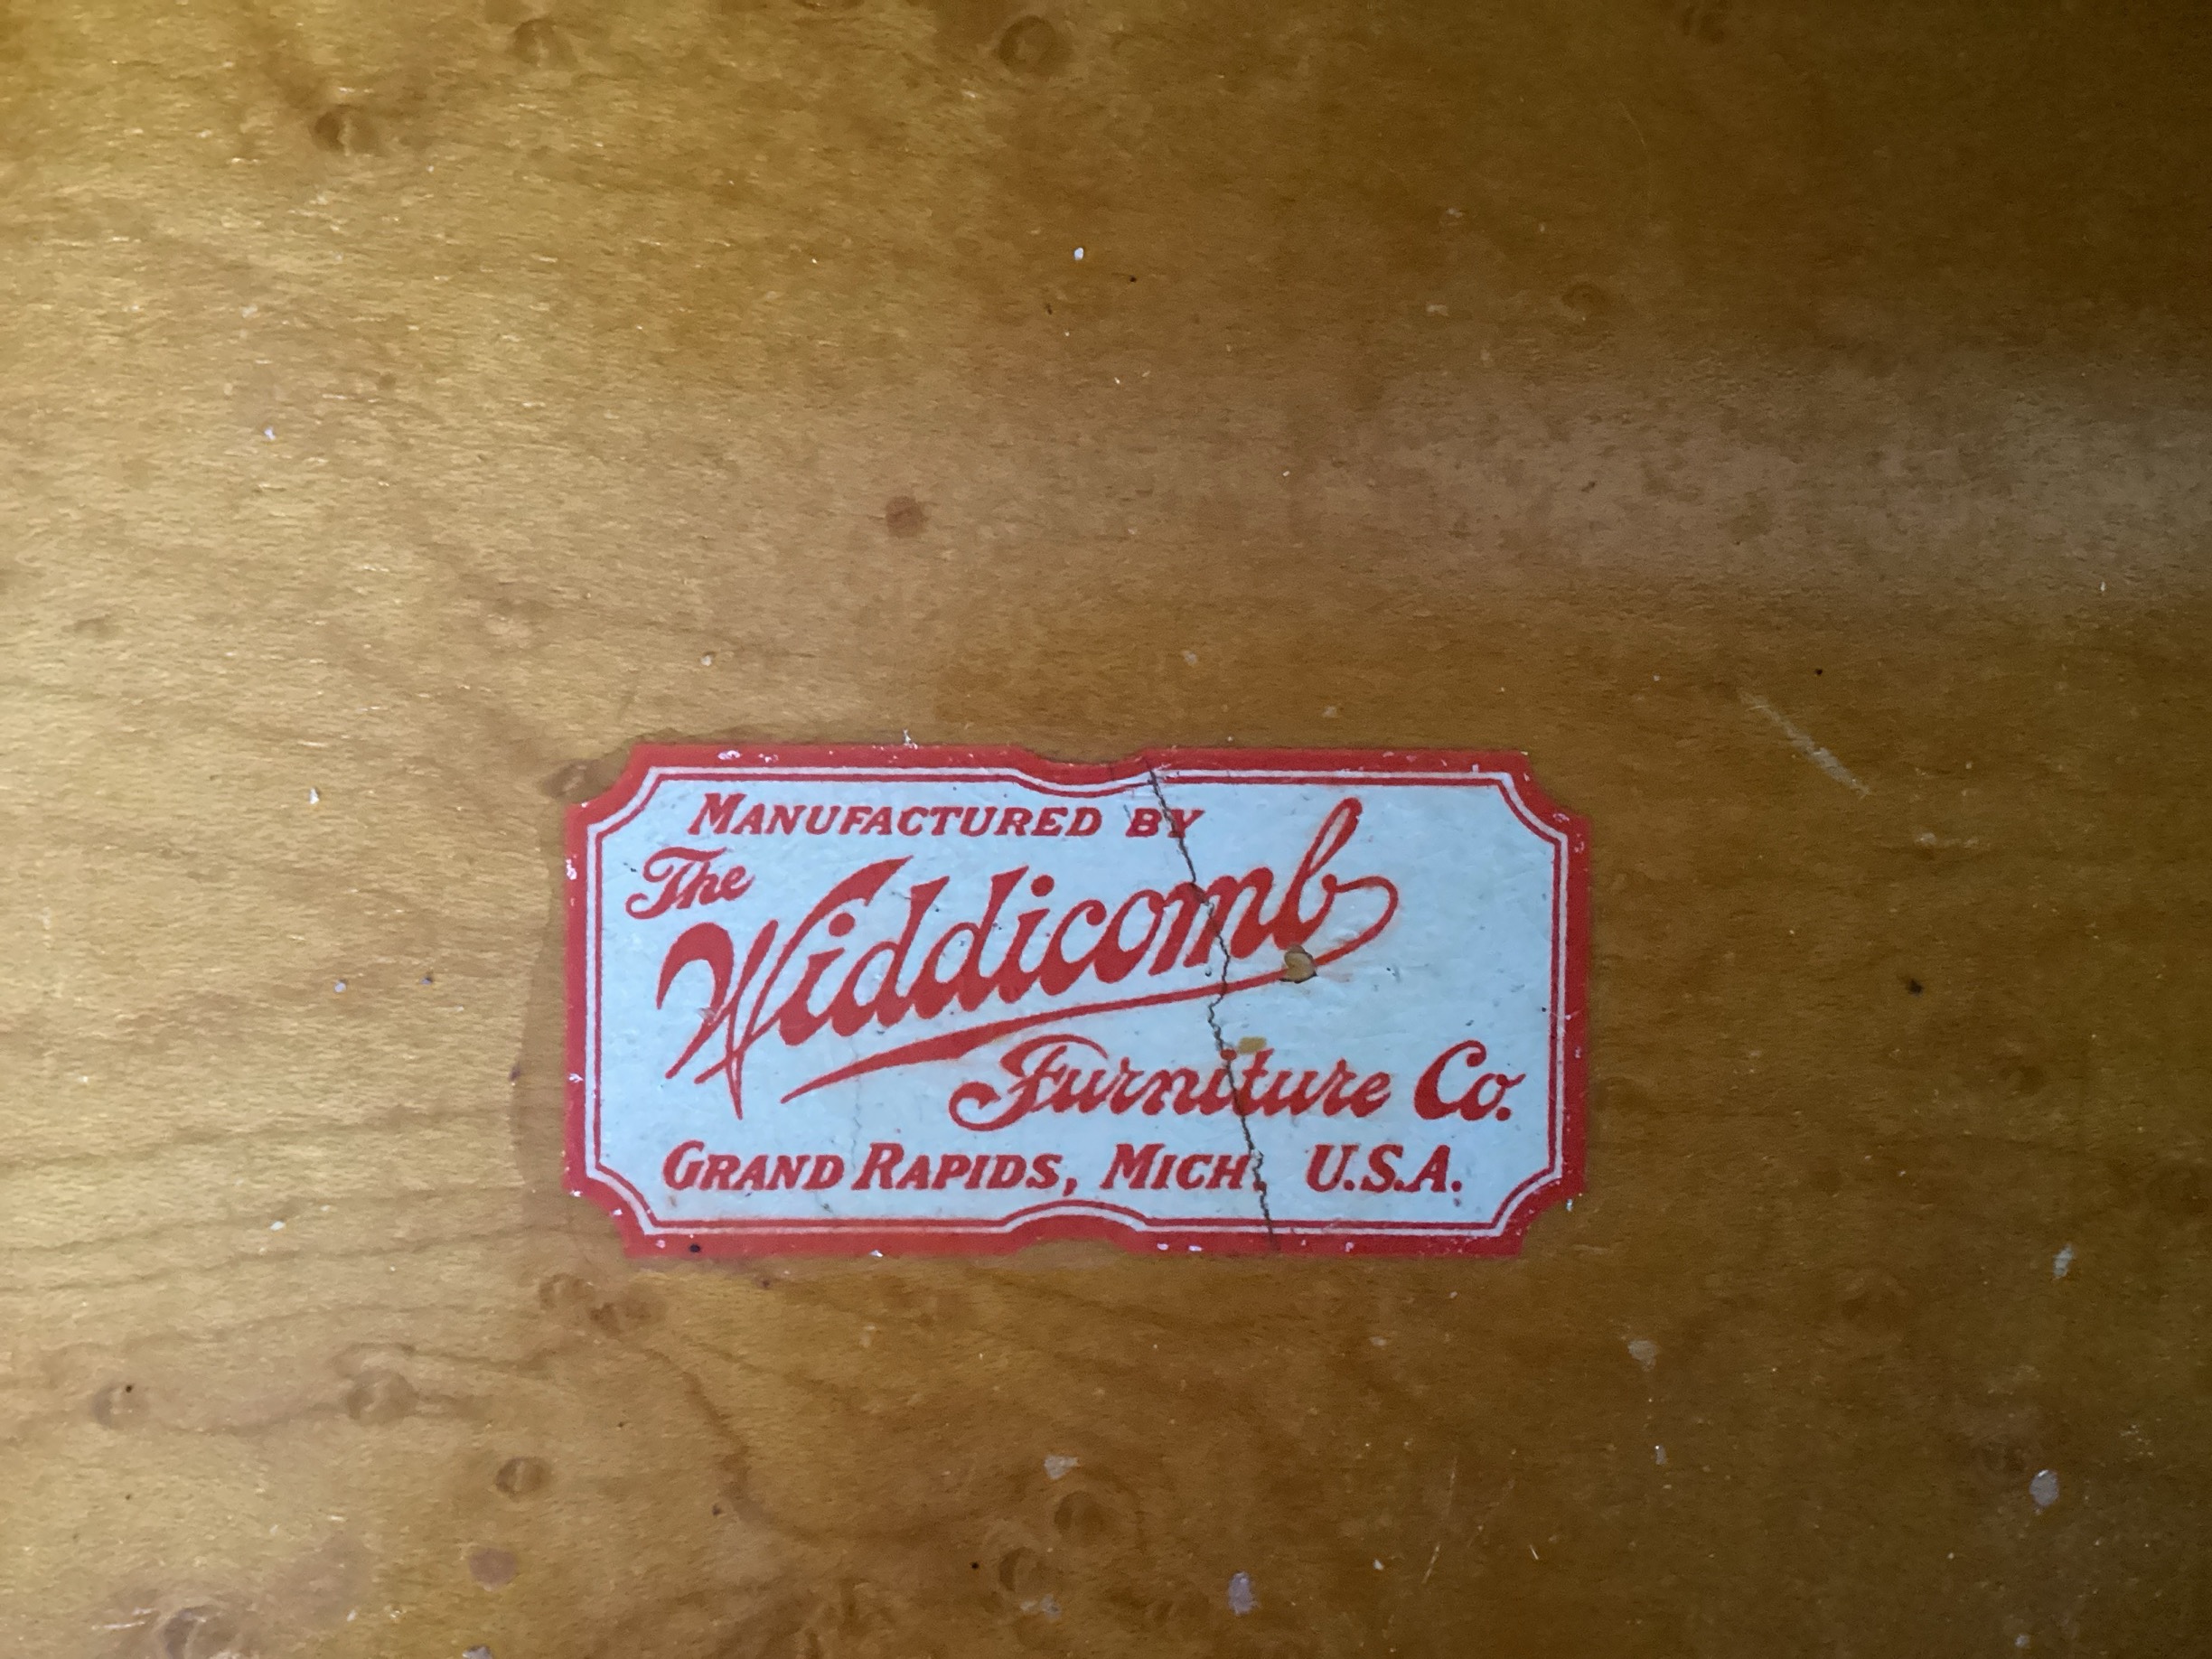 MANUFACTURED BY
The
Widdicomb
Furniture Co.
GRAND RAPIDS, MICH. U.S.A.